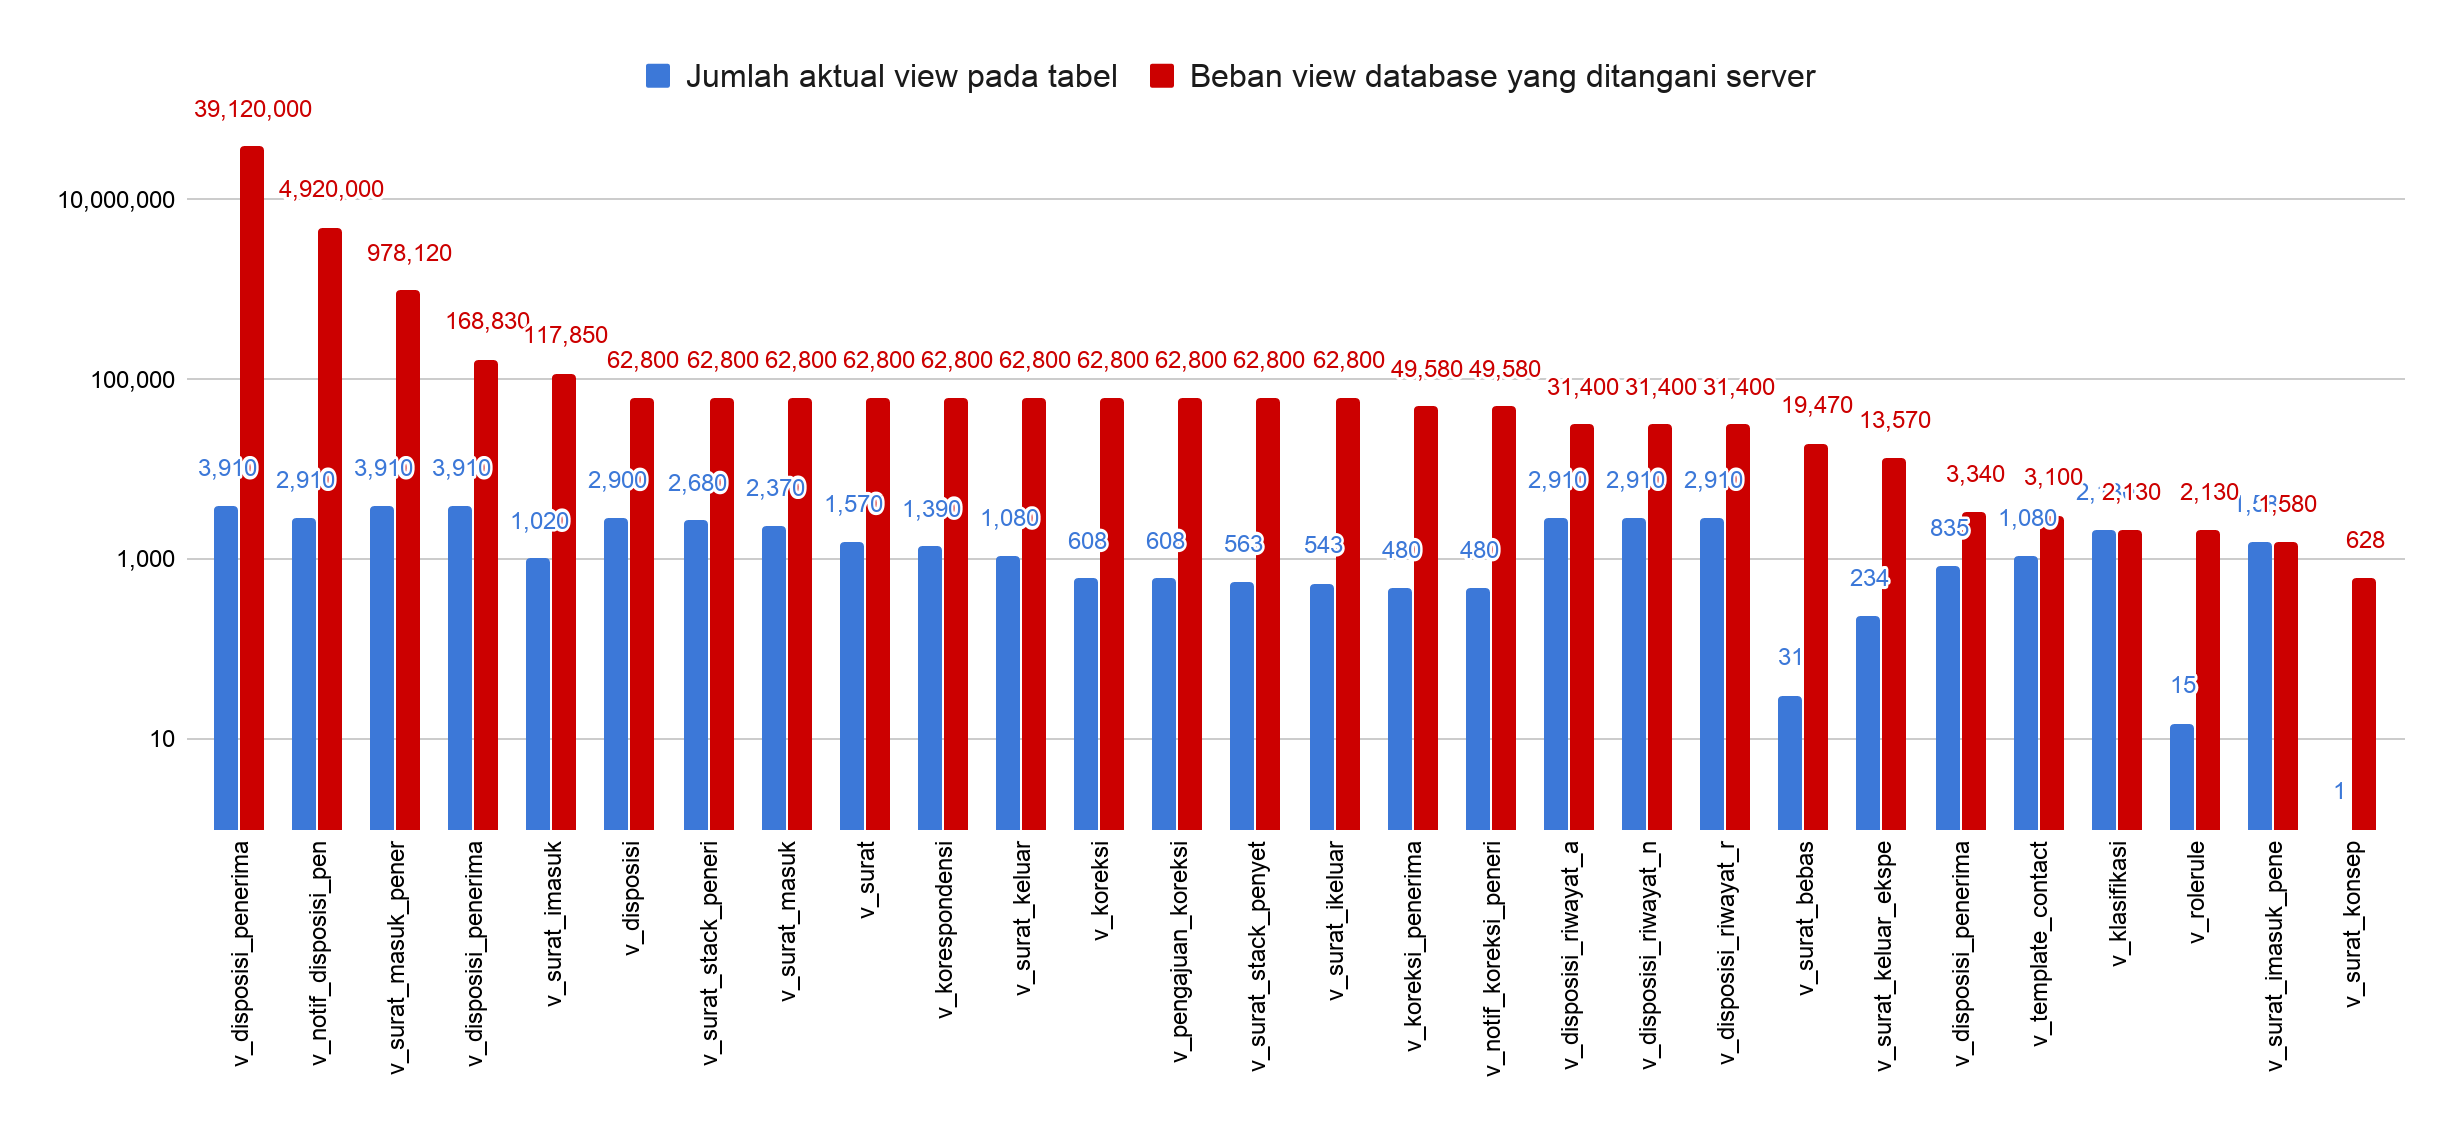 Jumlah aktual view pada tabel
Beban view database yang ditangani server
39,120,000
4,920,000
978,120
168,830
117,850
62,800
62,800
62,800
62,800
62,800
62,800
62,800
62,800
62,800
62,800
49,580
49,580
31,400
31,400
31,400
19,470
13,570
3,340
3,100
2,130
2,130
1,580
628
3,910
2,910
3,910
3,910
1,020
2,900
2,680
2,370
1,570
1,390
1,080
608
608
563
543
480
480
2,910
2,910
2,910
31
234
835
1,080
15
1
10,000,000
100,000
1,000
10
v_disposisi_penerima
v_notif_disposisi_pen
v_surat_masuk_pener
v_disposisi_penerima
v_surat_imasuk
v_disposisi
v_surat_stack_peneri
v_surat_masuk
v_surat
v_korespondensi
v_surat_keluar
v_koreksi
v_pengajuan_koreksi
v_surat_stack_penyet
v_surat_ikeluar
v_koreksi_penerima
v_notif_koreksi_peneri
v_disposisi_riwayat_a
v_disposisi_riwayat_n
v_disposisi_riwayat_r
v_surat_bebas
v_surat_keluar_ekspe
v_disposisi_penerima
v_template_contact
v_klasifikasi
v_rolerule
v_surat_imasuk_pene
v_surat_konsep